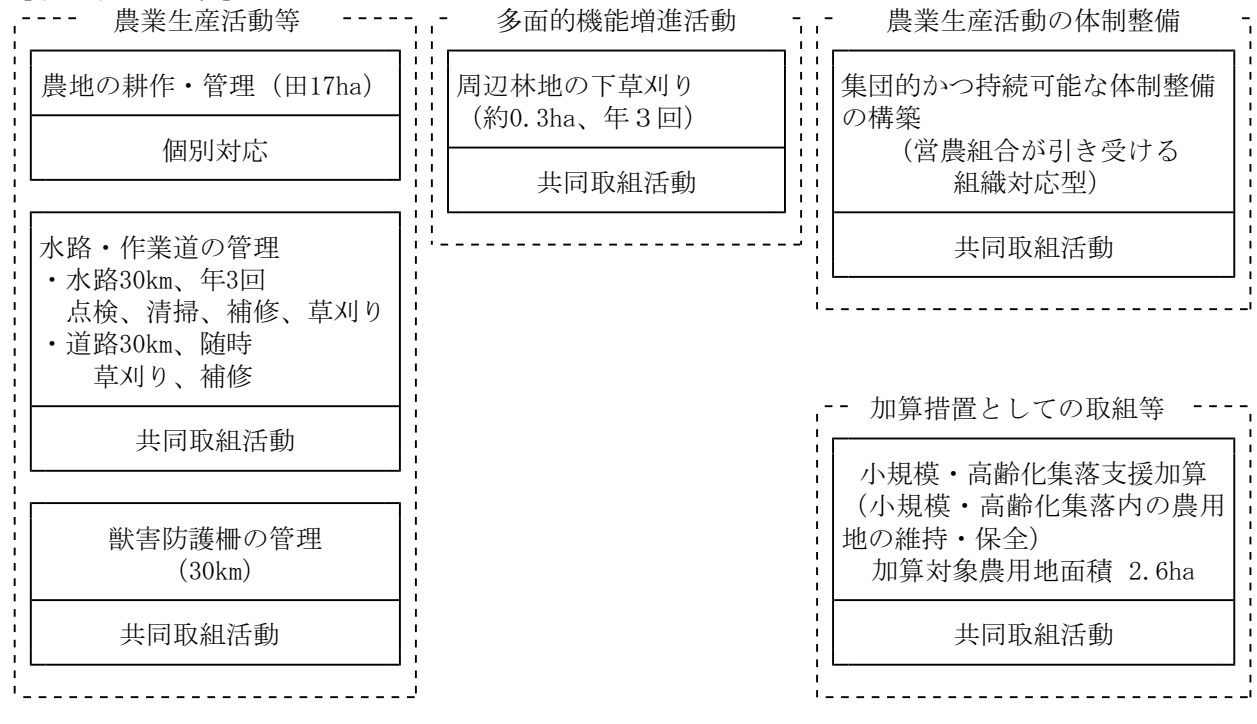 農業生産活動等
農地の耕作・管理（田17ha）
個別対応
水路・作業道の管理
・水路30km、年3回
点検、清掃、補修、草刈り
・道路30km、随時
草刈り、補修
共同取組活動
獣害防護柵の管理
（30km）
共同取組活動
多面的機能増進活動
周辺林地の下草刈り
（約0.3ha、年３回）
共同取組活動
農業生産活動の体制整備
集団的かつ持続可能な体制整備
の構築
（営農組合が引き受ける
組織対応型）
共同取組活動
加算措置としての取組等
小規模・高齢化集落支援加算
（小規模・高齢化集落内の農用
地の維持・保全）
加算対象農用地面積 2.6ha
共同取組活動